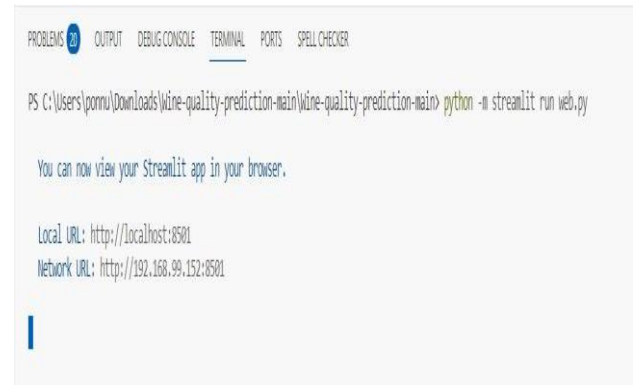 PROBLEMS 20 OUTPUT DEBUG CONSOLE TERMINAL PORTS SPELL CHECKER
PS C:\Users\ponnu\Downloads\Wine-quality-prediction-main\Wine-quality-prediction-main> python -m streamlit run web.py
You can now view your Streamlit app in your browser.
Local URL: http://localhost:8501
Network URL: http://192.168.99.152:8501